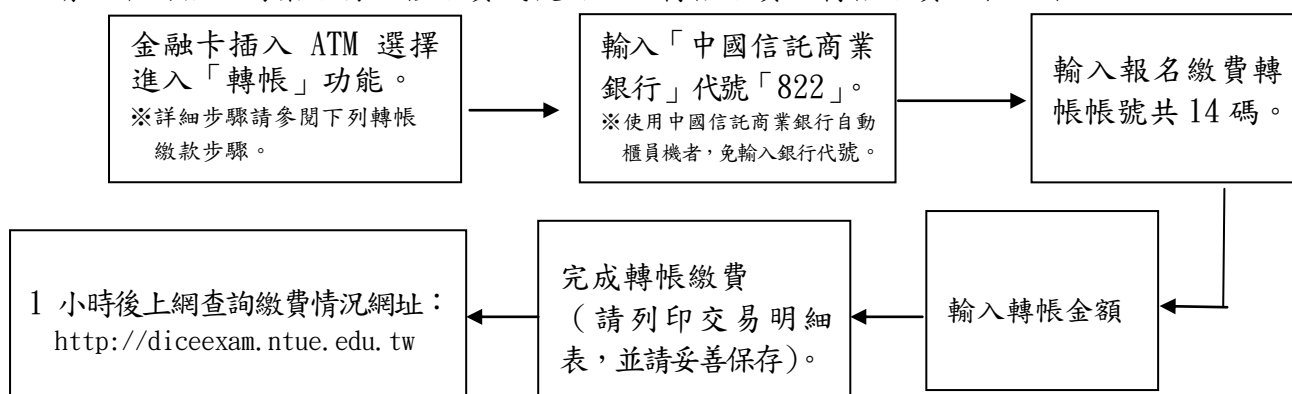 金融卡插入 ATM 選擇
進入「轉帳」功能。
※詳細步驟請參閱下列轉帳
繳款步驟。
輸入「中國信託商業
銀行」代號「822」。
※使用中國信託商業銀行自動
櫃員機者，免輸入銀行代號。
輸入報名繳費轉
帳帳號共 14 碼。
輸入轉帳金額
完成轉帳繳費
（請列印交易明細
表，並請妥善保存）。
1 小時後上網查詢繳費情況網址：
http://diceexam.ntue.edu.tw